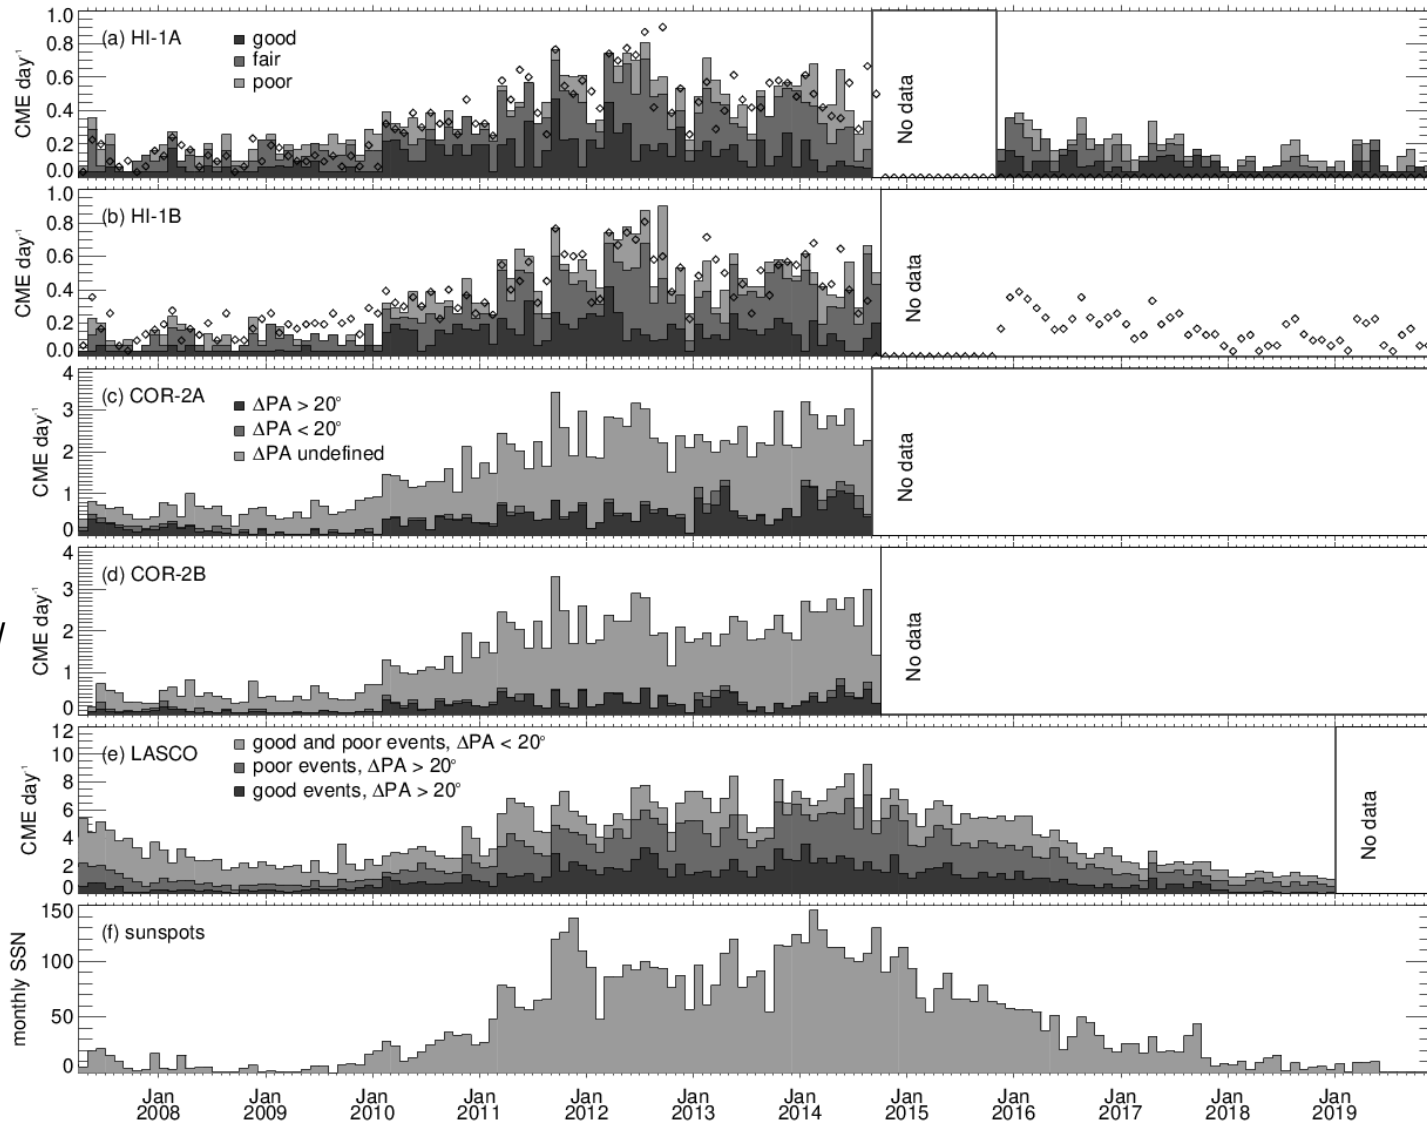 1.0
(a) HI-1A
good
fair
poor
0.8
0.6
0.4
0.2
0.0
CME day⁻¹
No data
1.0
(b) HI-1B
0.8
0.6
0.4
0.2
0.0
CME day⁻¹
No data
4
(c) COR-2A
ΔPA > 20°
ΔPA < 20°
ΔPA undefined
3
2
1
0
CME day⁻¹
No data
4
(d) COR-2B
3
2
1
0
CME day⁻¹
No data
12
(e) LASCO
good and poor events, ΔPA < 20°
poor events, ΔPA > 20°
good events, ΔPA > 20°
10
8
6
4
2
0
CME day⁻¹
No data
150
(f) sunspots
100
50
0
monthly SSN
Jan Jan Jan Jan Jan Jan Jan Jan Jan Jan Jan Jan
2008 2009 2010 2011 2012 2013 2014 2015 2016 2017 2018 2019